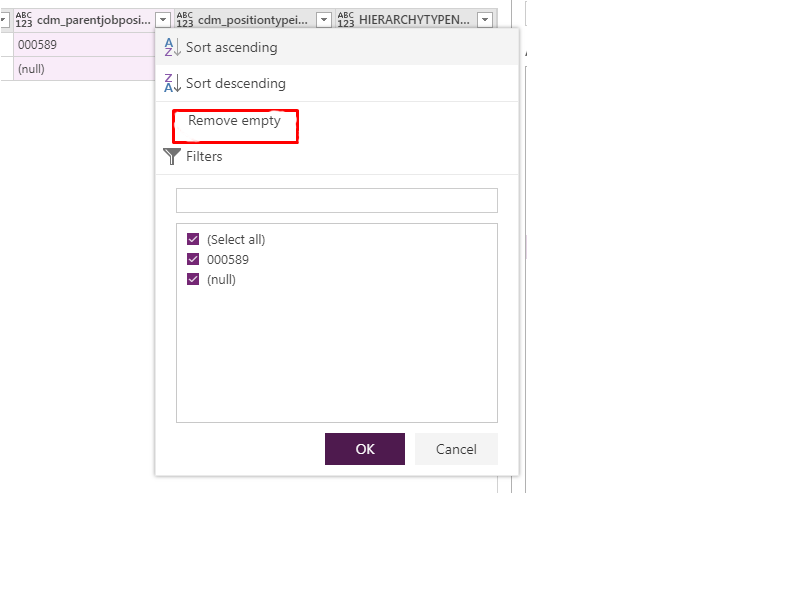 ABC 123 cdm_parentjobposi... ABC 123 cdm_positiontypei... ABC 123 HIERARCHYTYPEN...
000589
(null)
A Z Sort ascending
Z A Sort descending
Remove empty
Filters
(Select all)
000589
(null)
OK Cancel